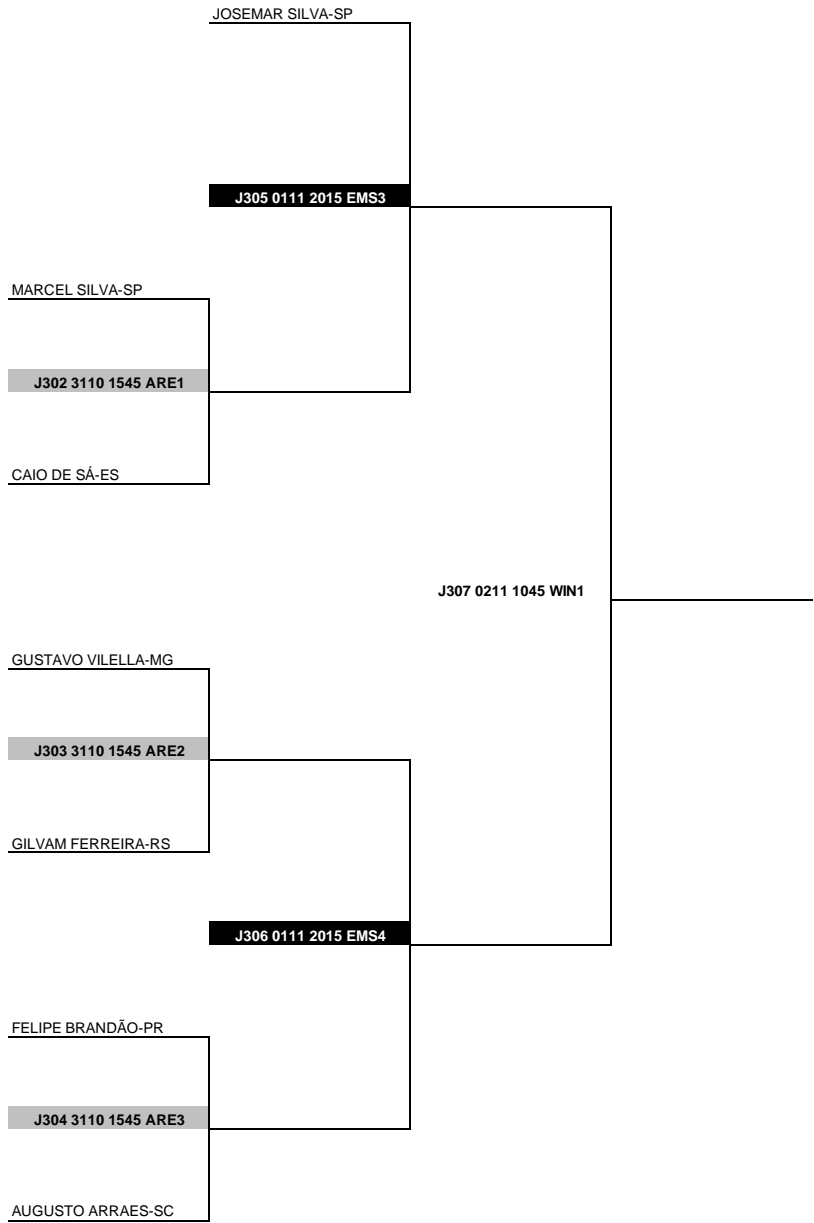 JOSEMAR SILVA-SP
J305 0111 2015 EMS3
MARCEL SILVA-SP
J302 3110 1545 ARE1
CAIO DE SÁ-ES
J307 0211 1045 WIN1
GUSTAVO VILELLA-MG
J303 3110 1545 ARE2
GILVAM FERREIRA-RS
J306 0111 2015 EMS4
FELIPE BRANDÃO-PR
J304 3110 1545 ARE3
AUGUSTO ARRAES-SC